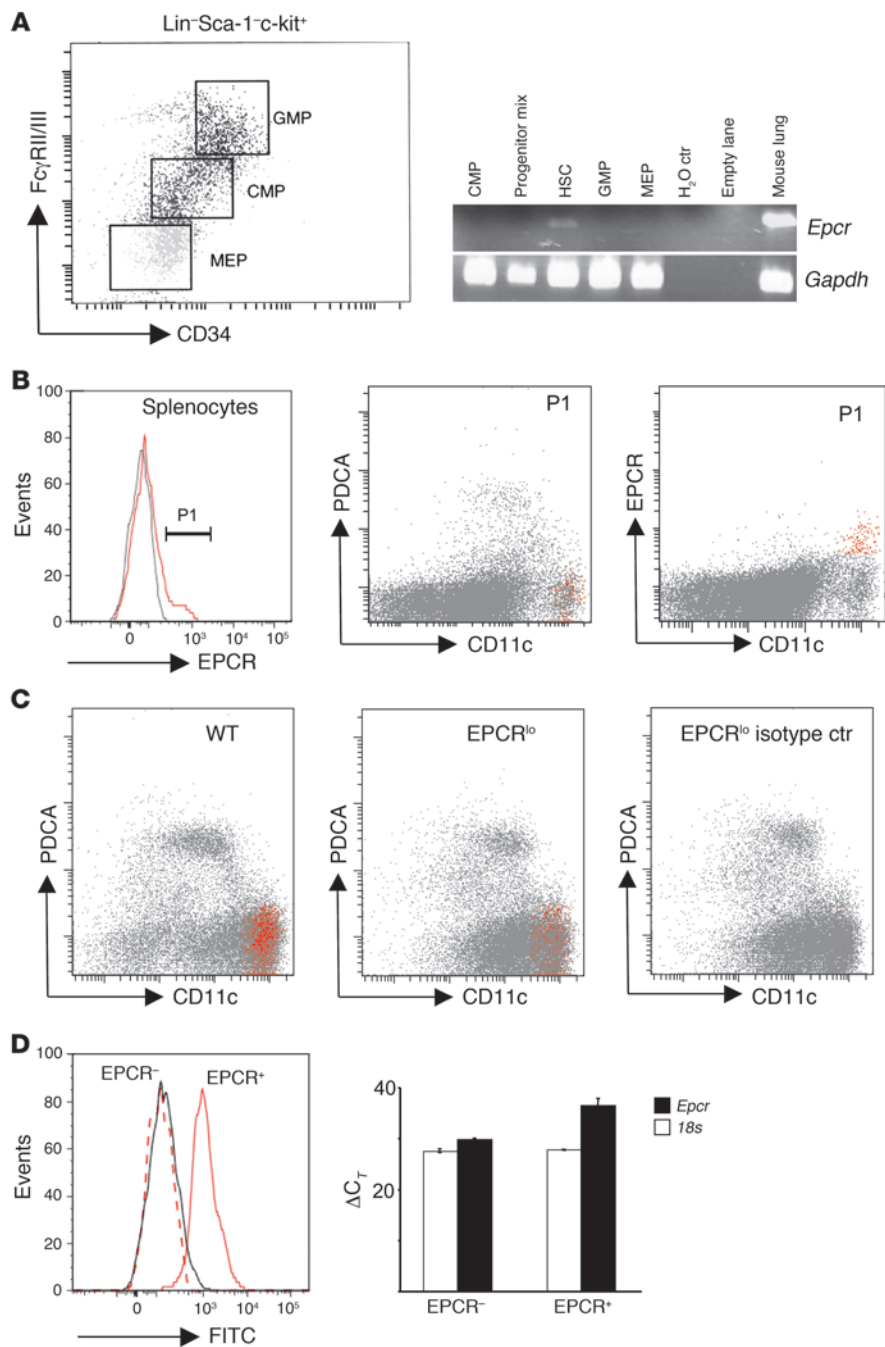 A
Lin⁻Sca-1⁻c-kit⁺
FcγRII/III
GMP
CMP
MEP
CD34
CMP
Progenitor mix
HSC
GMP
MEP
H₂O ctr
Empty lane
Mouse lung
Epcr
Gapdh
B
100
80
60
40
20
0
Events
Splenocytes
P1
0 10³ 10⁴ 10⁵
EPCR
P1
PDCA
CD11c
P1
EPCR
CD11c
C
WT
PDCA
CD11c
EPCRˡᵒ
PDCA
CD11c
EPCRˡᵒ isotype ctr
PDCA
CD11c
D
100
80
60
40
20
0
Events
EPCR⁻
EPCR⁺
0 10³ 10⁴ 10⁵
FITC
40
20
ΔC_T
EPCR⁻ EPCR⁺
Epcr
18s